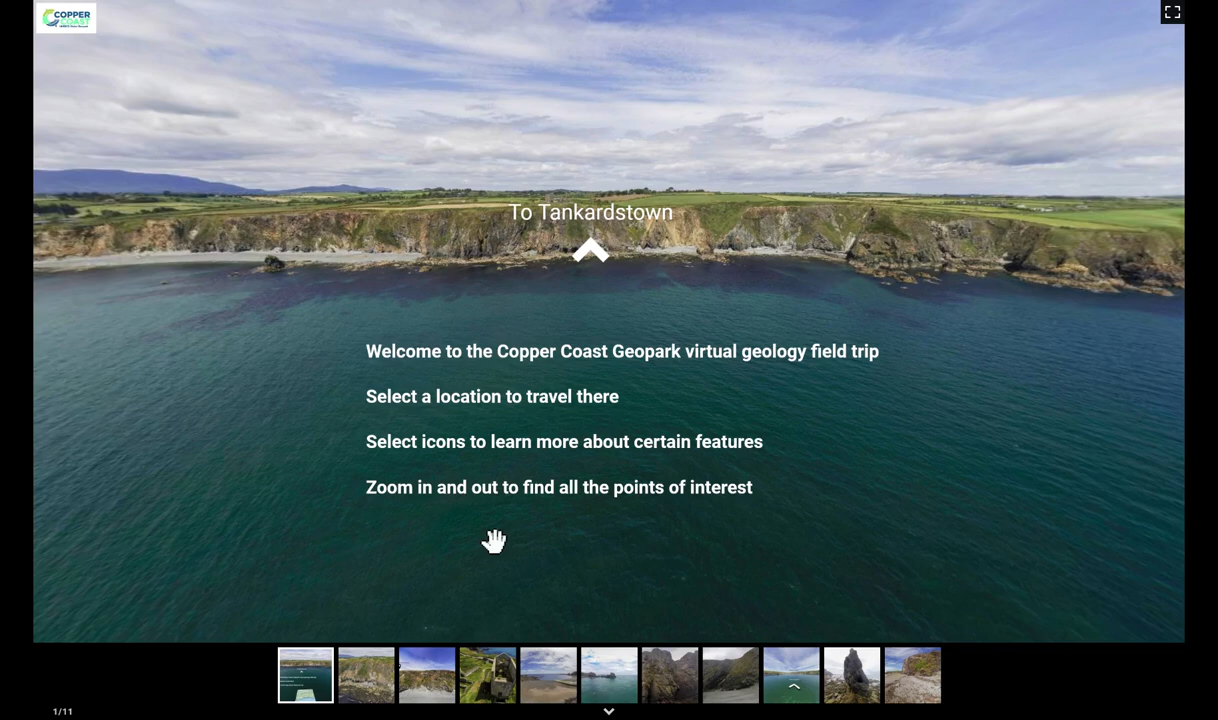 COPPER
COAST
To Tankardstown
Welcome to the Copper Coast Geopark virtual geology field trip
Select a location to travel there
Select icons to learn more about certain features
Zoom in and out to find all the points of interest
1/11